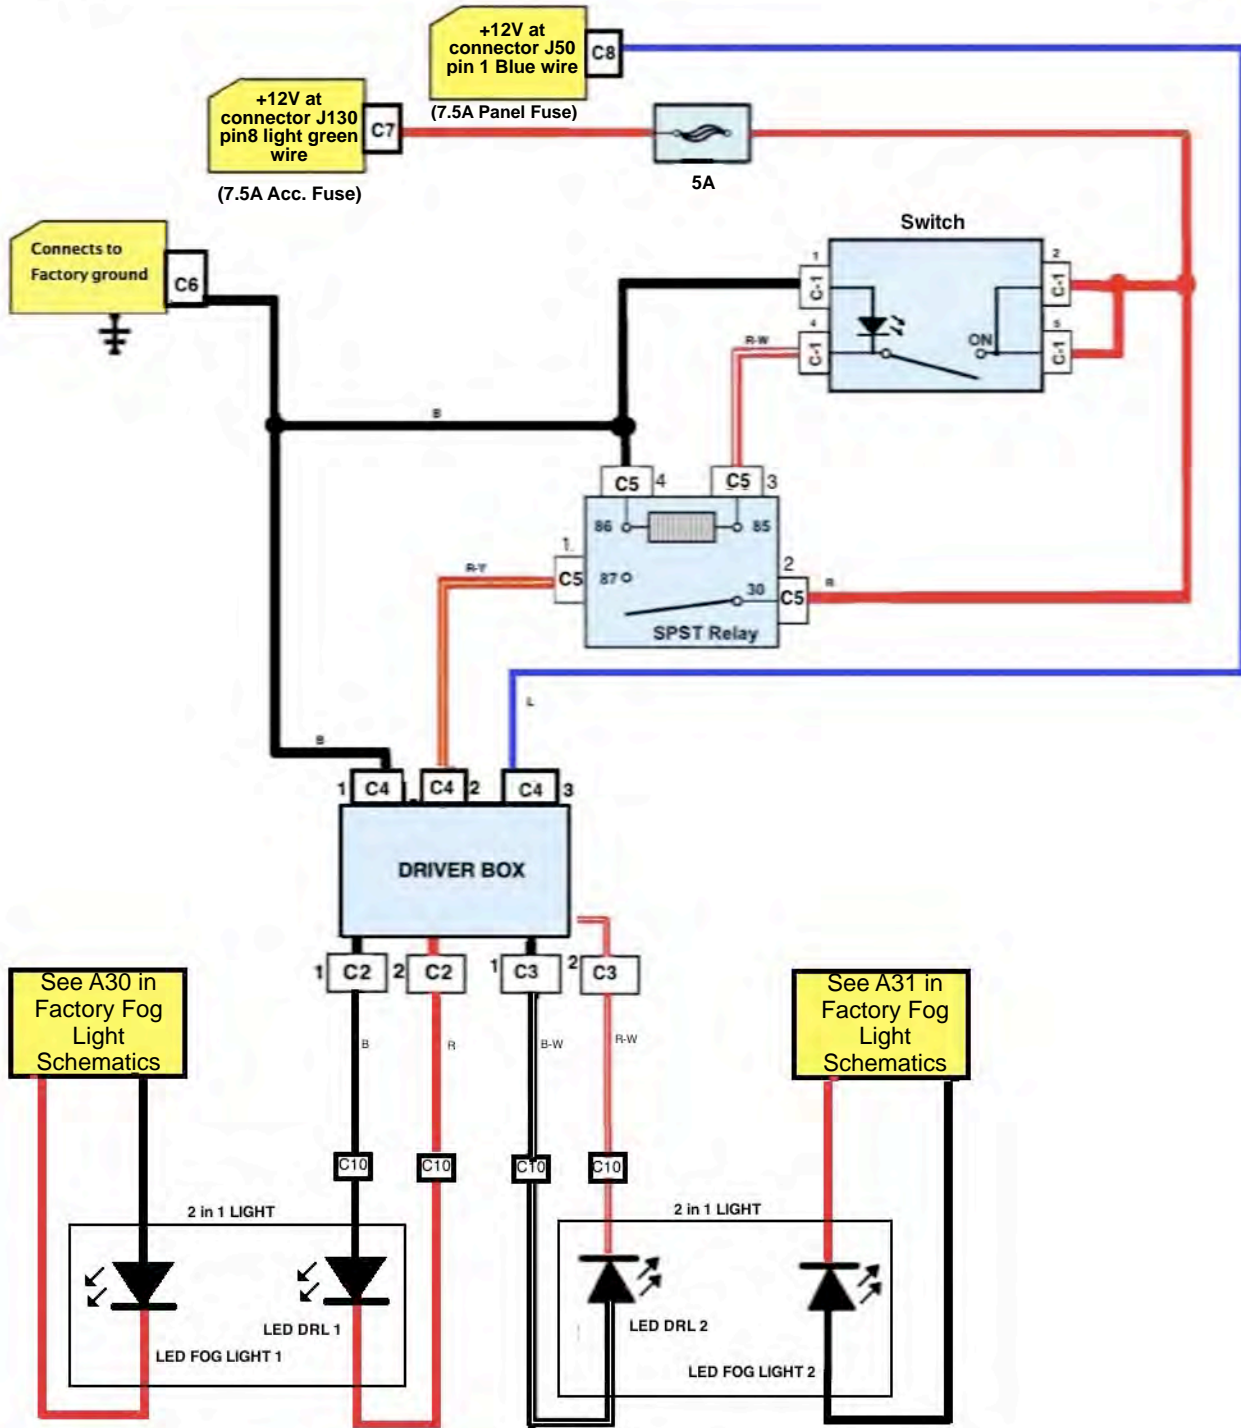 +12V at
connector J50
pin 1 Blue wire
C8
(7.5A Panel Fuse)
+12V at
connector J130
pin8 light green
wire
C7
(7.5A Acc. Fuse)
5A
Connects to
Factory ground
C6
Switch
1
C-1
2
C-1
4
C-1
5
C-1
ON
R-W
B
C5
4
C5
3
86
85
1.
C5
87
30
2
C5
SPST Relay
R-Y
R
L
B
1
C4
C4
2
C4
3
DRIVER BOX
1
C2
2
C2
1
C3
2
C3
See A30 in
Factory Fog
Light
Schematics
See A31 in
Factory Fog
Light
Schematics
B
R
B-W
R-W
C10
C10
C10
C10
2 in 1 LIGHT
2 in 1 LIGHT
LED DRL 1
LED FOG LIGHT 1
LED DRL 2
LED FOG LIGHT 2